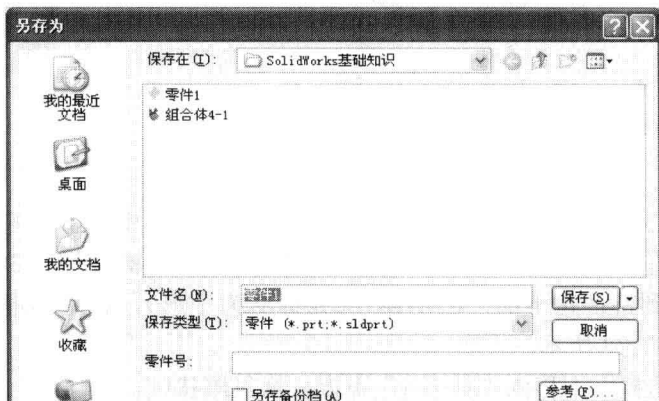 另存为
保存在(I): SolidWorks基础知识
我的最近
文档
桌面
我的文档
收藏
零件1
组合体4-1
文件名(N): 零件1
保存(S)
保存类型(T): 零件 (*.prt;*.sldprt)
取消
零件号:
另存备份档(A)
参考(F)...